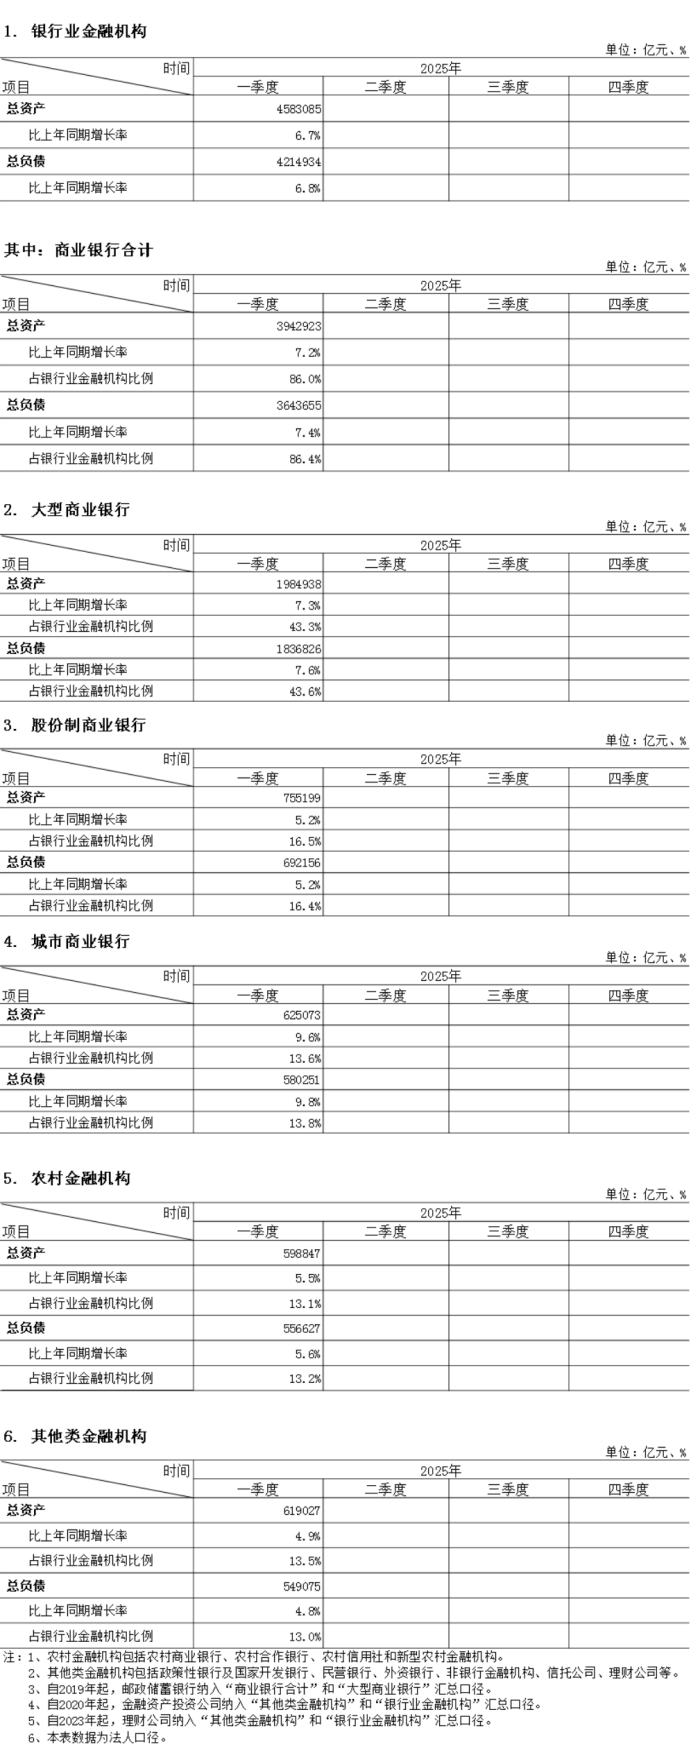 1. 银行业金融机构
单位：亿元、%
时间 2025年
项目 一季度 二季度 三季度 四季度
总资产 4583085
比上年同期增长率 6.7%
总负债 4214934
比上年同期增长率 6.8%
其中：商业银行合计
单位：亿元、%
时间 2025年
项目 一季度 二季度 三季度 四季度
总资产 3942923
比上年同期增长率 7.2%
占银行业金融机构比例 86.0%
总负债 3643655
比上年同期增长率 7.4%
占银行业金融机构比例 86.4%
2. 大型商业银行
单位：亿元、%
时间 2025年
项目 一季度 二季度 三季度 四季度
总资产 1984938
比上年同期增长率 7.3%
占银行业金融机构比例 43.3%
总负债 1836826
比上年同期增长率 7.6%
占银行业金融机构比例 43.6%
3. 股份制商业银行
单位：亿元、%
时间 2025年
项目 一季度 二季度 三季度 四季度
总资产 755199
比上年同期增长率 5.2%
占银行业金融机构比例 16.5%
总负债 692156
比上年同期增长率 5.2%
占银行业金融机构比例 16.4%
4. 城市商业银行
单位：亿元、%
时间 2025年
项目 一季度 二季度 三季度 四季度
总资产 625073
比上年同期增长率 9.6%
占银行业金融机构比例 13.6%
总负债 580251
比上年同期增长率 9.8%
占银行业金融机构比例 13.8%
5. 农村金融机构
单位：亿元、%
时间 2025年
项目 一季度 二季度 三季度 四季度
总资产 598847
比上年同期增长率 5.5%
占银行业金融机构比例 13.1%
总负债 556627
比上年同期增长率 5.6%
占银行业金融机构比例 13.2%
6. 其他类金融机构
单位：亿元、%
时间 2025年
项目 一季度 二季度 三季度 四季度
总资产 619027
比上年同期增长率 4.9%
占银行业金融机构比例 13.5%
总负债 549075
比上年同期增长率 4.8%
占银行业金融机构比例 13.0%
注：1、农村金融机构包括农村商业银行、农村合作银行、农村信用社和新型农村金融机构。
2、其他类金融机构包括政策性银行及国家开发银行、民营银行、外资银行、非银行金融机构、信托公司、理财公司等。
3、自2019年起，邮政储蓄银行纳入“商业银行合计”和“大型商业银行”汇总口径。
4、自2020年起，金融资产投资公司纳入“其他类金融机构”和“银行业金融机构”汇总口径。
5、自2023年起，理财公司纳入“其他类金融机构”和“银行业金融机构”汇总口径。
6、本表数据为法人口径。